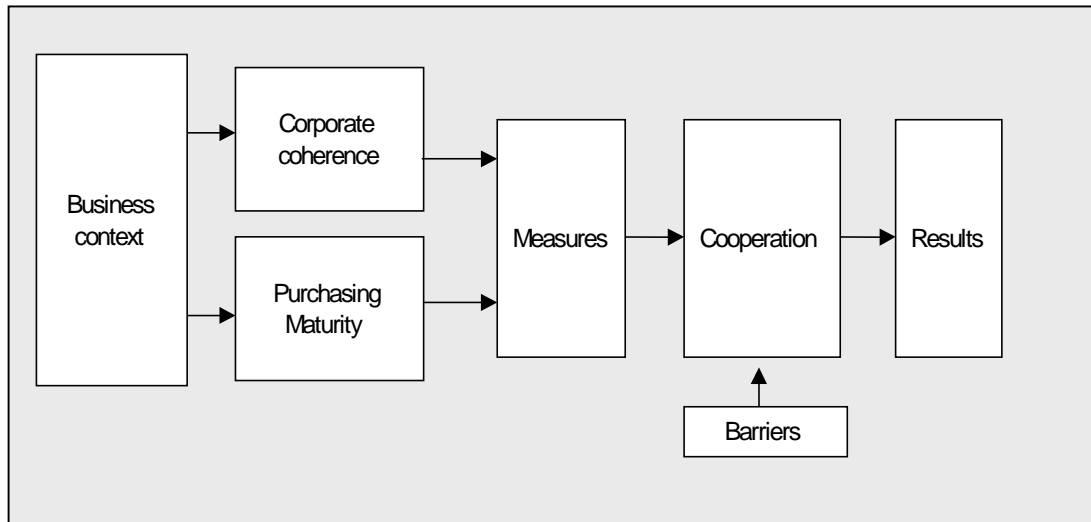 Business
context
Corporate
coherence
Purchasing
Maturity
Measures
Cooperation
Results
Barriers